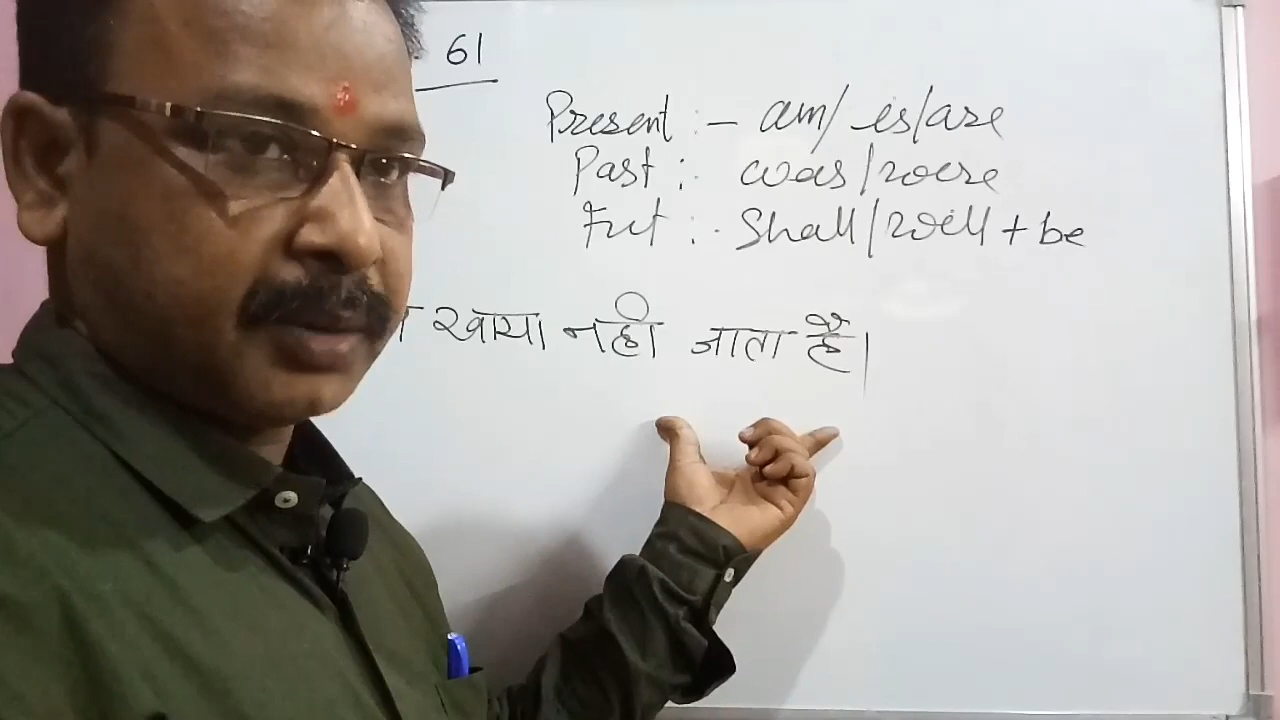 61
Present :- am/is/are
Past :- was/were
Fut :- Shall/will + be
खाया नही जाता है।